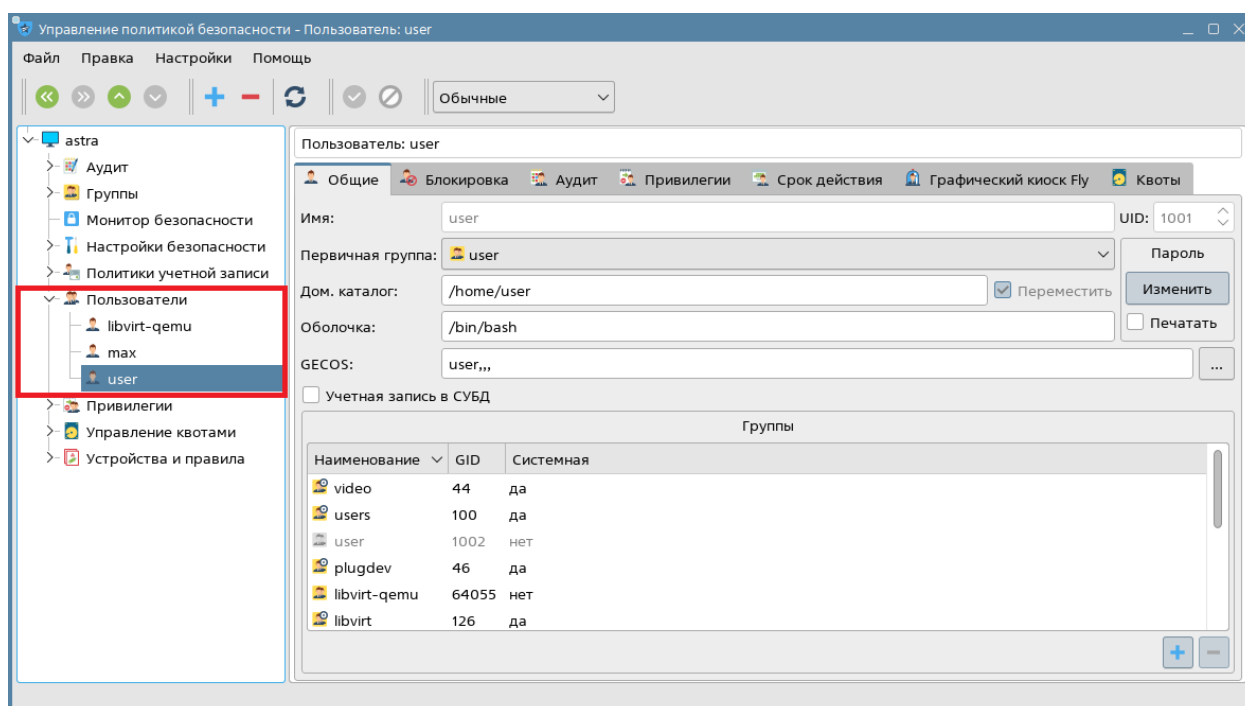 Управление политикой безопасности - Пользователь: user
Файл Правка Настройки Помощь
Обычные
astra
Аудит
Группы
Монитор безопасности
Настройки безопасности
Политики учетной записи
Пользователи
libvirt-qemu
max
user
Привилегии
Управление квотами
Устройства и правила
Пользователь: user
Общие Блокировка Аудит Привилегии Срок действия Графический киоск Fly Квоты
Имя: user UID: 1001
Первичная группа: user Пароль
Дом. каталог: /home/user Переместить Изменить
Оболочка: /bin/bash Печатать
GECOS: user,,, ...
Учетная запись в СУБД
Группы
Наименование GID Системная
video 44 да
users 100 да
user 1002 нет
plugdev 46 да
libvirt-qemu 64055 нет
libvirt 126 да